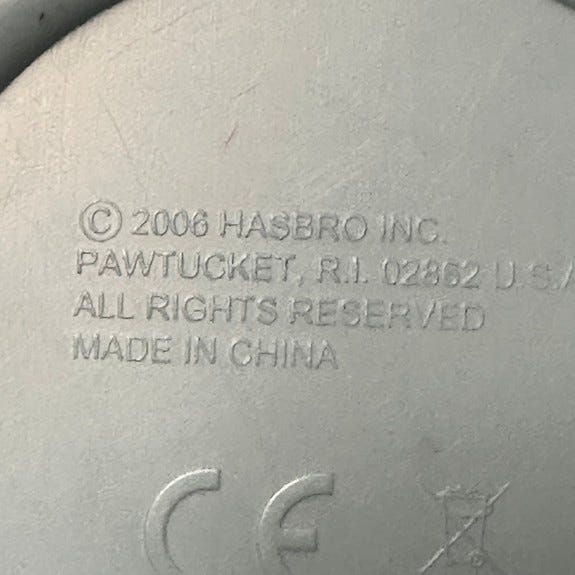 © 2006 HASBRO INC.
PAWTUCKET, R.I. 02862 U.S.A
ALL RIGHTS RESERVED
MADE IN CHINA
CE